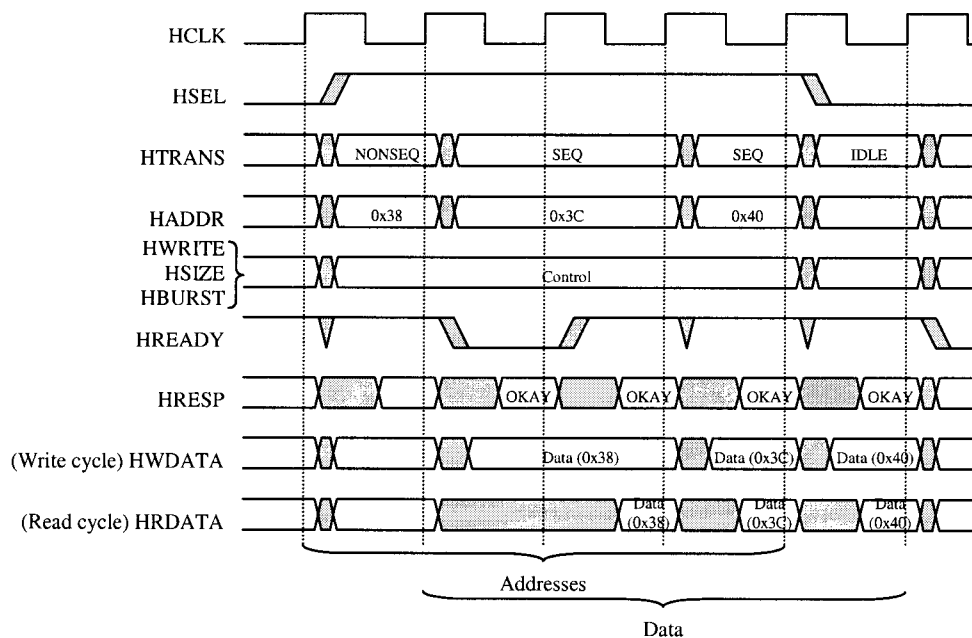 HCLK
HSEL
HTRANS NONSEQ SEQ SEQ IDLE
HADDR 0x38 0x3C 0x40
HWRITE
HSIZE Control
HBURST
HREADY
HRESP OKAY OKAY OKAY OKAY
(Write cycle) HWDATA Data (0x38) Data (0x3C) Data (0x40)
(Read cycle) HRDATA Data (0x38) Data (0x3C) Data (0x40)
Addresses
Data